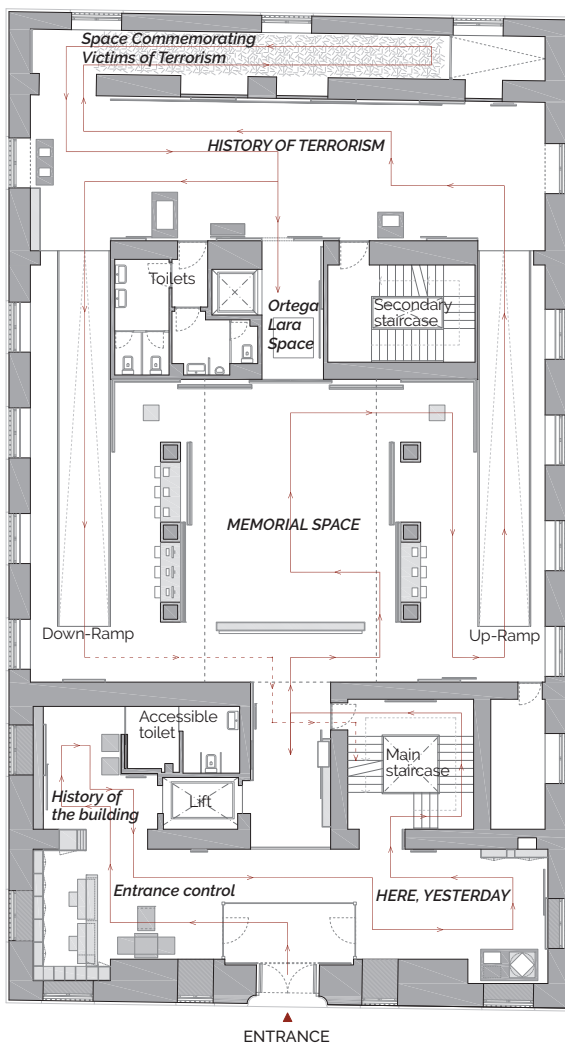 Space Commemorating
Victims of Terrorism
HISTORY OF TERRORISM
Toilets
Ortega
Lara
Space
Secondary
staircase
MEMORIAL SPACE
Down-Ramp
Up-Ramp
Accessible
toilet
Main
staircase
History of
the building
Lift
Entrance control
HERE, YESTERDAY
ENTRANCE